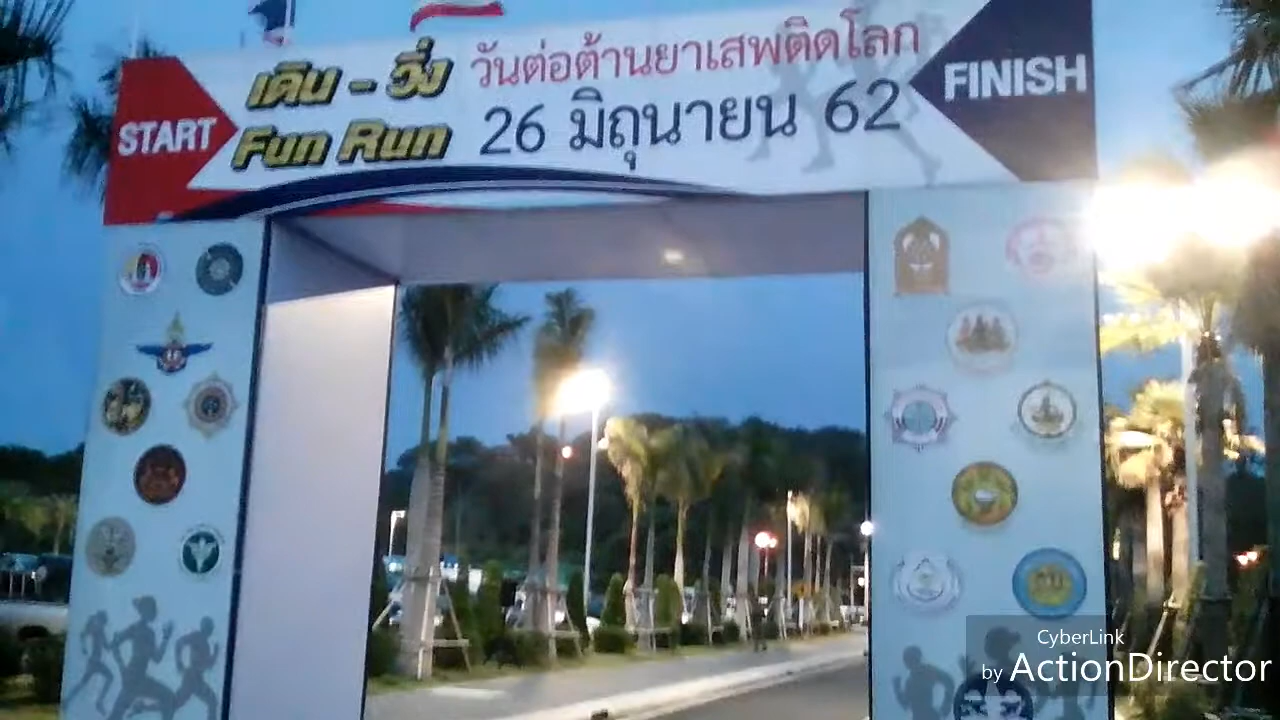 START
เดิน - วิ่ง
Fun Run
วันต่อต้านยาเสพติดโลก
26 มิถุนายน 62
FINISH
CyberLink
by ActionDirector